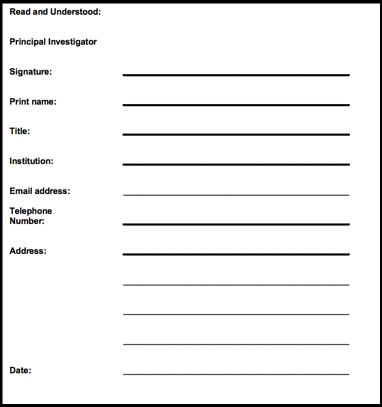 Read and Understood:
Principal Investigator
Signature:
Print name:
Title:
Institution:
Email address:
Telephone
Number:
Address:
Date: